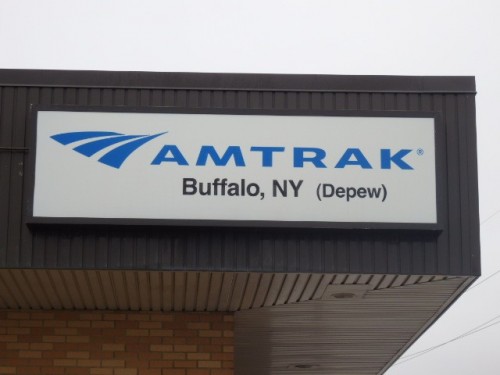 AMTRAK®
Buffalo, NY (Depew)